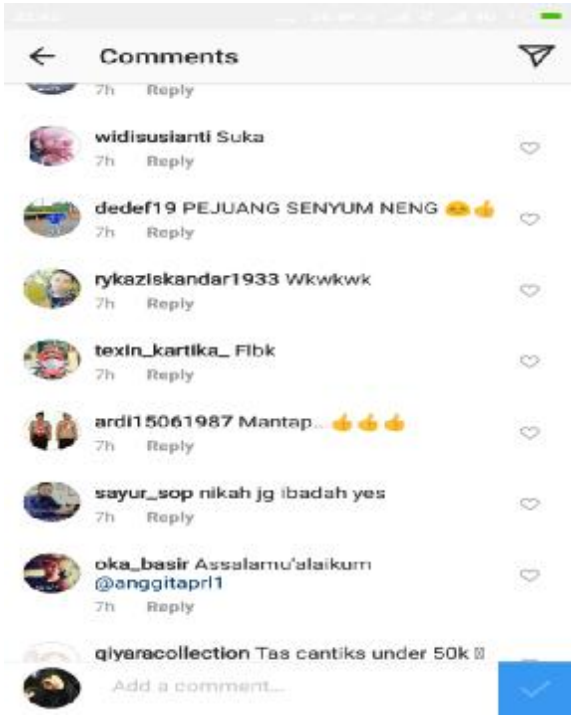 Comments
7h Reply
widisusianti Suka
7h Reply
dedef19 PEJUANG SENYUM NENG 😊👍
7h Reply
rykaziskandar1933 Wkwkwk
7h Reply
texin_kartika_ Flbk
7h Reply
ardi15061987 Mantap.. 👍👍👍
7h Reply
sayur_sop nikah jg ibadah yes
7h Reply
oka_basir Assalamu'alaikum
@anggitaprl1
7h Reply
qiyaracollection Tas cantiks under 50k
Add a comment...